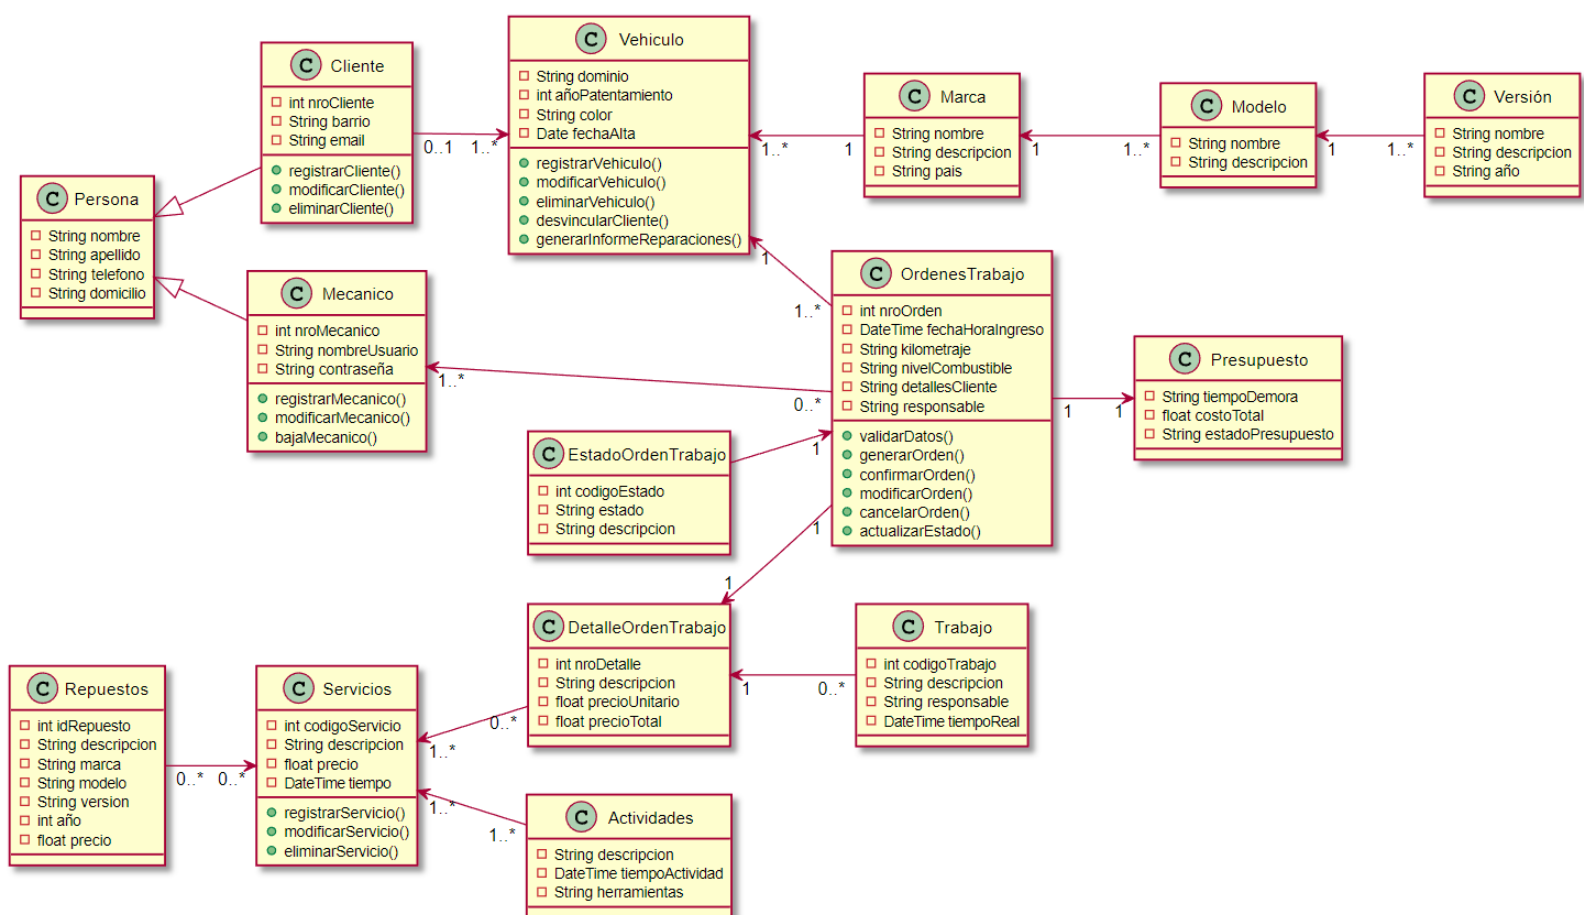 C Persona
String nombre
String apellido
String telefono
String domicilio
C Cliente
int nroCliente
String barrio
String email
registrarCliente()
modificarCliente()
eliminarCliente()
0..1
1..*
C Vehiculo
String dominio
int añoPatentamiento
String color
Date fechaAlta
registrarVehiculo()
modificarVehiculo()
eliminarVehiculo()
desvincularCliente()
generarInformeReparaciones()
1..*
1
C Marca
String nombre
String descripcion
String pais
1
1..*
C Modelo
String nombre
String descripcion
1
1..*
C Versión
String nombre
String descripcion
String año
C Mecanico
int nroMecanico
String nombreUsuario
String contraseña
registrarMecanico()
modificarMecanico()
bajaMecanico()
1..*
0..*
1
1..*
C OrdenesTrabajo
int nroOrden
DateTime fechaHoraIngreso
String kilometraje
String nivelCombustible
String detallesCliente
String responsable
validarDatos()
generarOrden()
confirmarOrden()
modificarOrden()
cancelarOrden()
actualizarEstado()
1
1
C Presupuesto
String tiempoDemora
float costoTotal
String estadoPresupuesto
C EstadoOrdenTrabajo
int codigoEstado
String estado
String descripcion
1
1
1
C DetalleOrdenTrabajo
int nroDetalle
String descripcion
float precioUnitario
float precioTotal
1
0..*
C Trabajo
int codigoTrabajo
String descripcion
String responsable
DateTime tiempoReal
C Repuestos
int idRepuesto
String descripcion
String marca
String modelo
String version
int año
float precio
0..*
0..*
C Servicios
int codigoServicio
String descripcion
float precio
DateTime tiempo
registrarServicio()
modificarServicio()
eliminarServicio()
0..*
1..*
1..*
1..*
C Actividades
String descripcion
DateTime tiempoActividad
String herramientas